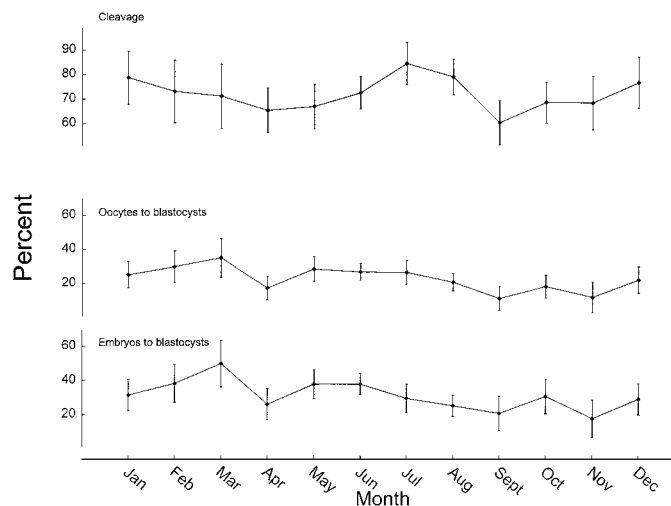 Cleavage
90
80
70
60
Percent
Oocytes to blastocysts
60
40
20
Embryos to blastocysts
60
40
20
Jan Feb Mar Apr May Jun Jul Aug Sept Oct Nov Dec
Month